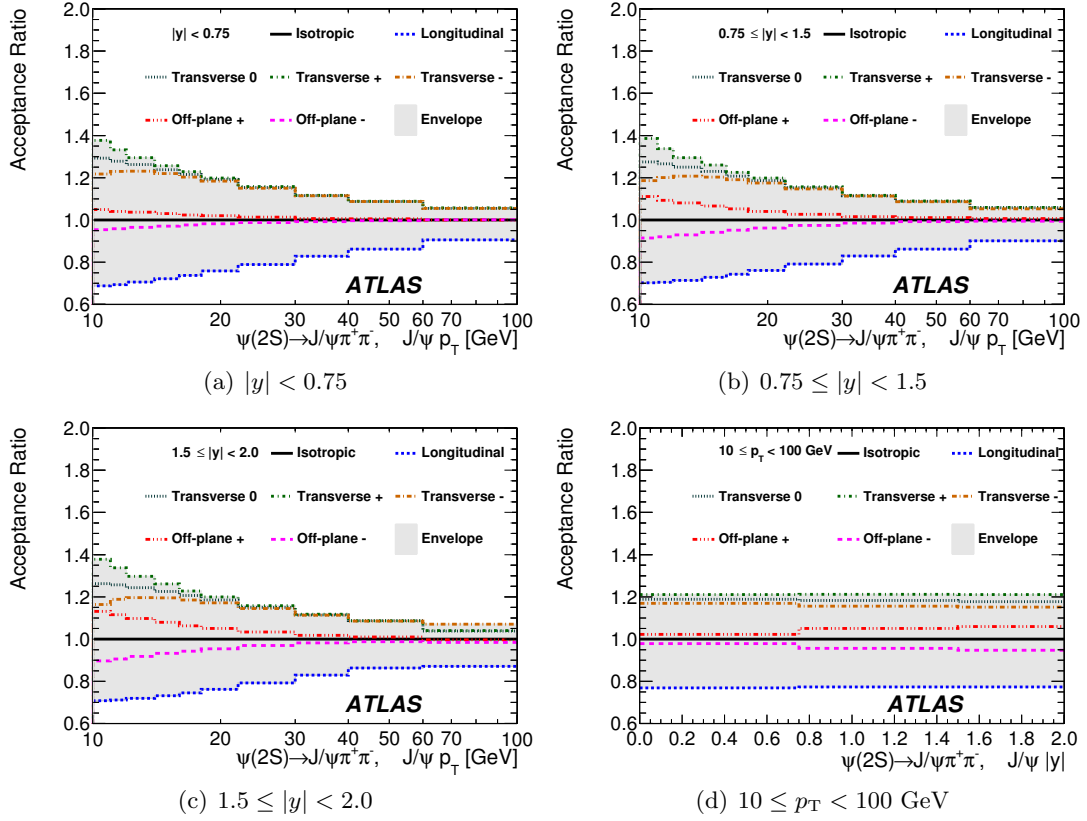 Acceptance Ratio
2.0
1.8
1.6
1.4
1.2
1.0
0.8
0.6
|y| < 0.75 Isotropic Longitudinal
Transverse 0 Transverse + Transverse -
Off-plane + Off-plane - Envelope
ATLAS
10 20 30 40 50 60 70 100
ψ(2S)→J/ψπ⁺π⁻, J/ψ p_T [GeV]
(a) |y| < 0.75
Acceptance Ratio
2.0
1.8
1.6
1.4
1.2
1.0
0.8
0.6
0.75 ≤ |y| < 1.5 Isotropic Longitudinal
Transverse 0 Transverse + Transverse -
Off-plane + Off-plane - Envelope
ATLAS
10 20 30 40 50 60 70 100
ψ(2S)→J/ψπ⁺π⁻, J/ψ p_T [GeV]
(b) 0.75 ≤ |y| < 1.5
Acceptance Ratio
2.0
1.8
1.6
1.4
1.2
1.0
0.8
0.6
1.5 ≤ |y| < 2.0 Isotropic Longitudinal
Transverse 0 Transverse + Transverse -
Off-plane + Off-plane - Envelope
ATLAS
10 20 30 40 50 60 70 100
ψ(2S)→J/ψπ⁺π⁻, J/ψ p_T [GeV]
(c) 1.5 ≤ |y| < 2.0
Acceptance Ratio
2.0
1.8
1.6
1.4
1.2
1.0
0.8
0.6
10 ≤ p_T < 100 GeV Isotropic Longitudinal
Transverse 0 Transverse + Transverse -
Off-plane + Off-plane - Envelope
ATLAS
0.0 0.2 0.4 0.6 0.8 1.0 1.2 1.4 1.6 1.8 2.0
ψ(2S)→J/ψπ⁺π⁻, J/ψ |y|
(d) 10 ≤ p_T < 100 GeV